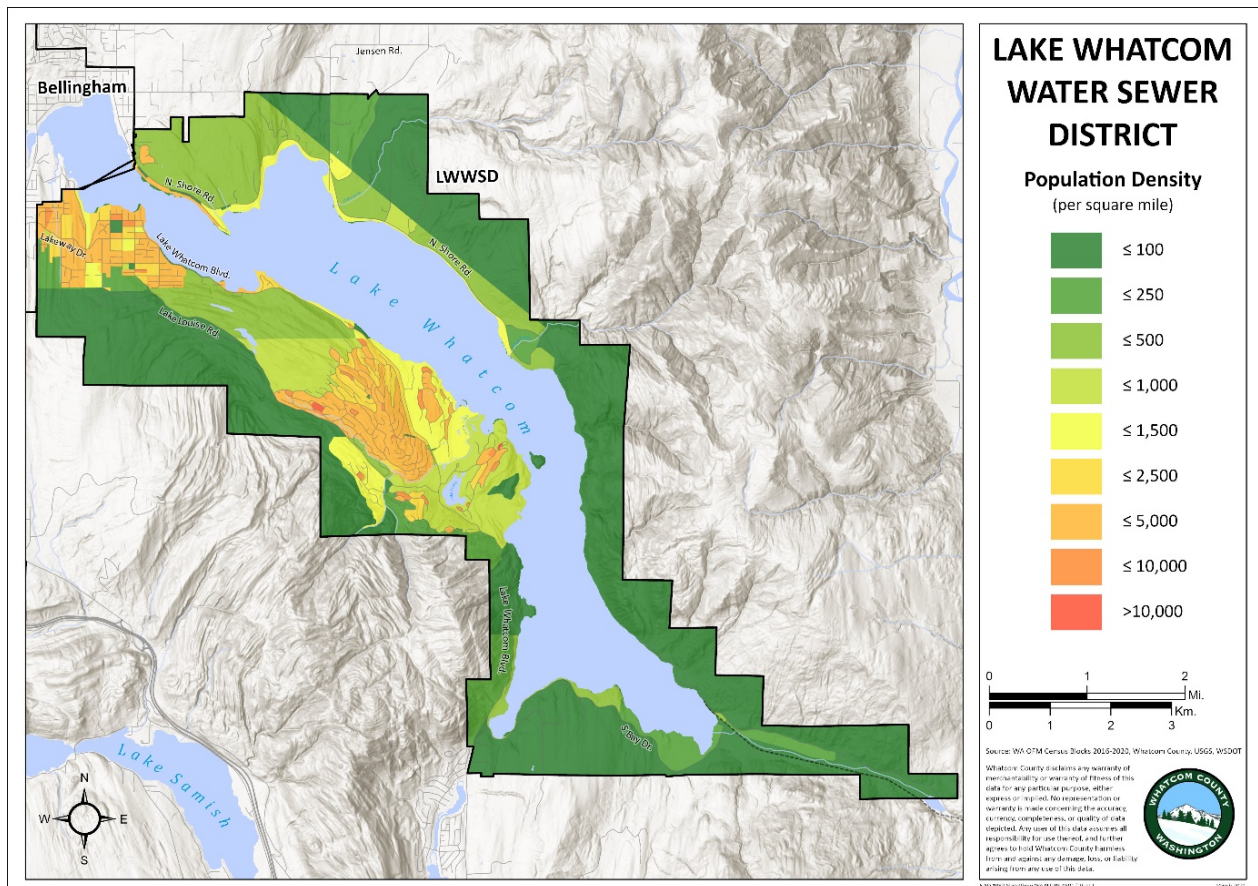 Jensen Rd.
Bellingham
N. Shore Rd.
LWWSD
Lakeway Dr.
Lake Whatcom Blvd.
N. Shore Rd.
Lake Whatcom
Lake Louise Rd.
Lake Whatcom Blvd.
S Bay Dr.
Lake Samish
N
W E
S
LAKE WHATCOM
WATER SEWER
DISTRICT
Population Density
(per square mile)
≤ 100
≤ 250
≤ 500
≤ 1,000
≤ 1,500
≤ 2,500
≤ 5,000
≤ 10,000
>10,000
0 1 2
Mi.
Km.
0 1 2 3
Source: WA OFM Census Blocks 2016-2020, Whatcom County, USGS, WSDOT
Whatcom County disclaims any warranty of
merchantability or warranty of fitness of this
data for any particular purpose, either
express or implied. No representation or
warranty is made concerning the accuracy,
currency, completeness, or quality of data
depicted. Any user of this data assumes all
responsibility for use thereof, and further
agrees to hold Whatcom County harmless
from and against any damage, loss, or liability
arising from any use of this data.
WHATCOM COUNTY
WASHINGTON